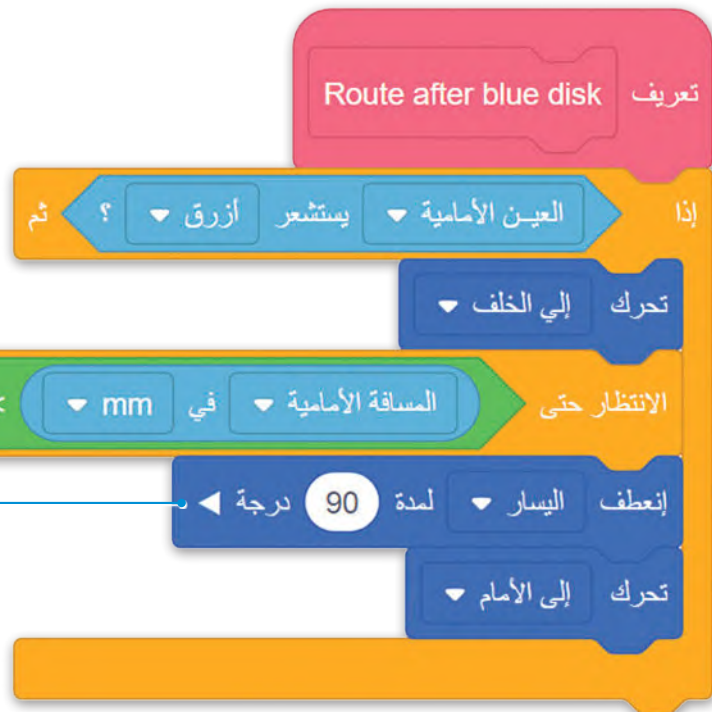 تعريف Route after blue disk
إذا العين الأمامية يستشعر أزرق ؟ ثم
تحرك إلي الخلف
الانتظار حتى المسافة الأمامية في mm
إنعطف اليسار لمدة 90 درجة
تحرك إلى الأمام